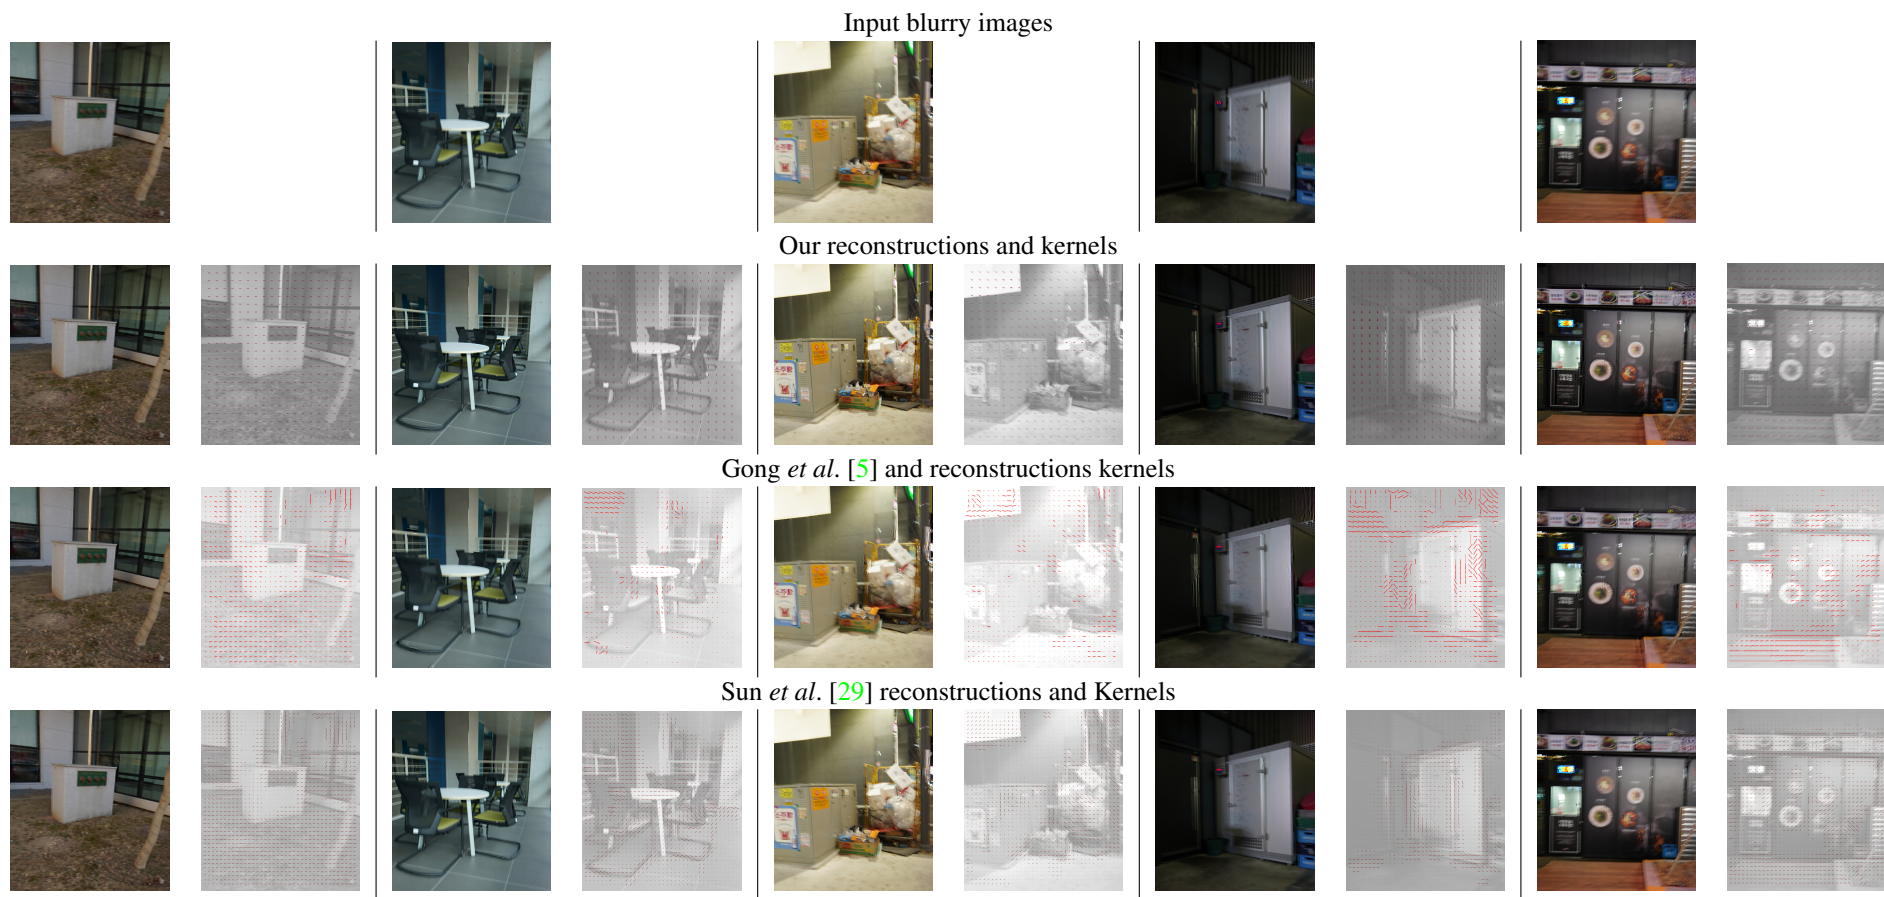 Input blurry images
Our reconstructions and kernels
Gong et al. [5] and reconstructions kernels
Sun et al. [29] reconstructions and Kernels